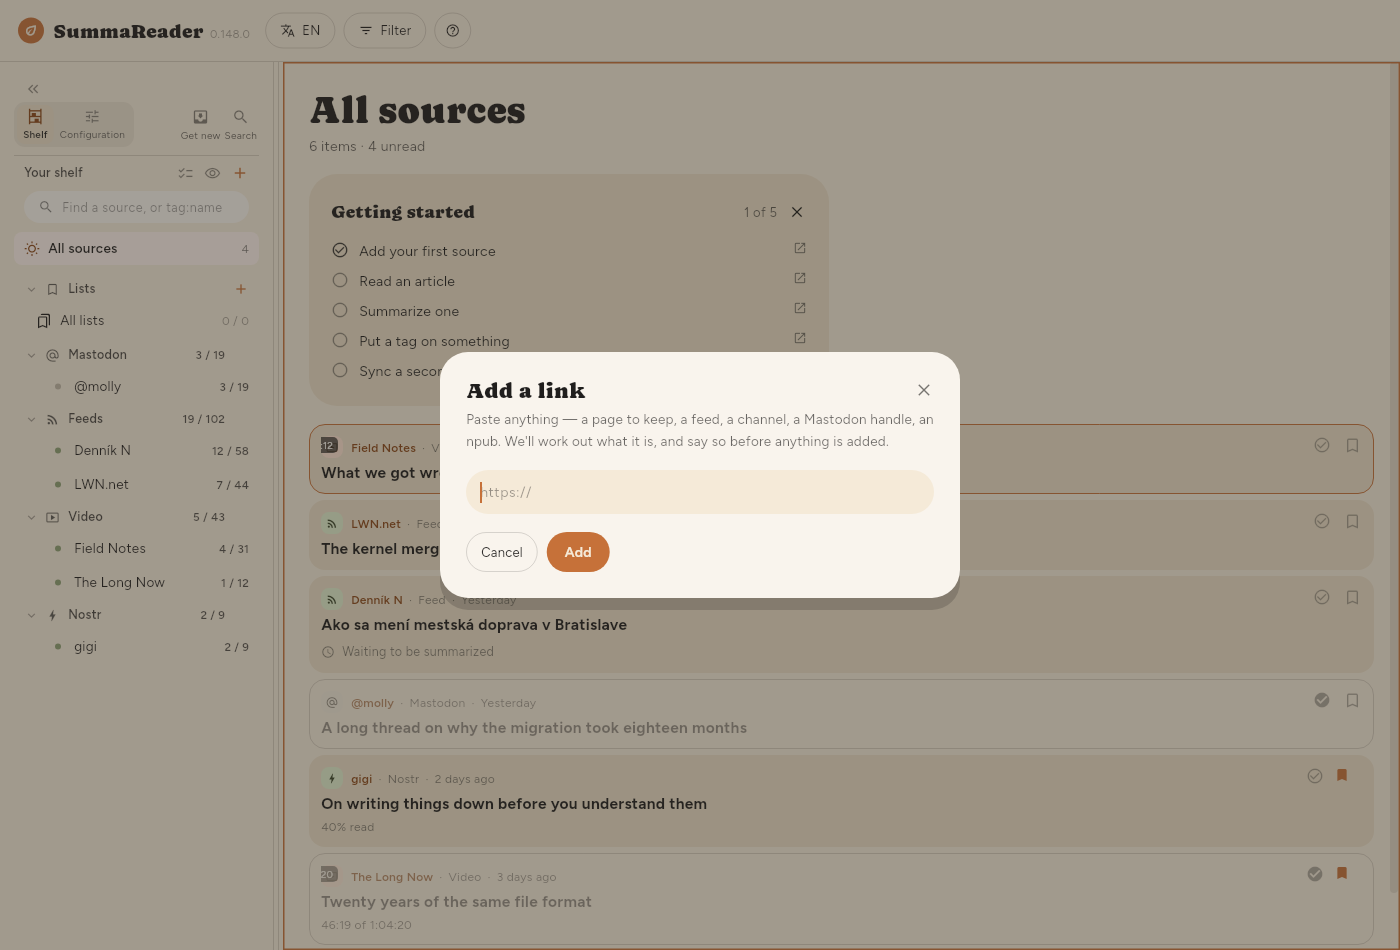 SummaReader 0.148.0 EN Filter
Shelf Configuration Get new Search
Your shelf
Find a source, or tag:name
All sources 4
Lists
All lists 0 / 0
Mastodon 3 / 19
@molly 3 / 19
Feeds 19 / 102
Denník N 12 / 58
LWN.net 7 / 44
Video 5 / 43
Field Notes 4 / 31
The Long Now 1 / 12
Nostr 2 / 9
gigi 2 / 9
All sources
6 items · 4 unread
Getting started 1 of 5
Add your first source
Read an article
Summarize one
Put a tag on something
Sync a
Add a link
Paste anything — a page to keep, a feed, a channel, a Mastodon handle, an
npub. We'll work out what it is, and say so before anything is added.
https://
Cancel Add
:12 Field Notes ·
What we got
LWN.net ·
The kernel
Denník N · Feed · Yesterday
Ako sa mení mestská doprava v Bratislave
Waiting to be summarized
@molly · Mastodon · Yesterday
A long thread on why the migration took eighteen months
gigi · Nostr · 2 days ago
On writing things down before you understand them
40% read
20 The Long Now · Video · 3 days ago
Twenty years of the same file format
46:19 of 1:04:20